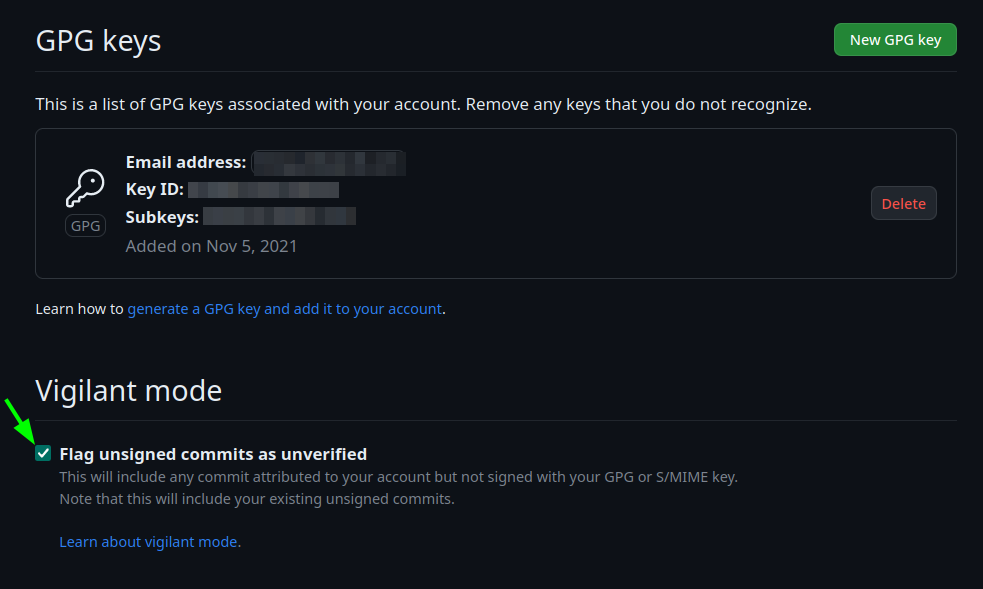 GPG keys
New GPG key
This is a list of GPG keys associated with your account. Remove any keys that you do not recognize.
Email address:
Key ID:
Subkeys:
GPG
Added on Nov 5, 2021
Delete
Learn how to generate a GPG key and add it to your account.
Vigilant mode
Flag unsigned commits as unverified
This will include any commit attributed to your account but not signed with your GPG or S/MIME key.
Note that this will include your existing unsigned commits.
Learn about vigilant mode.